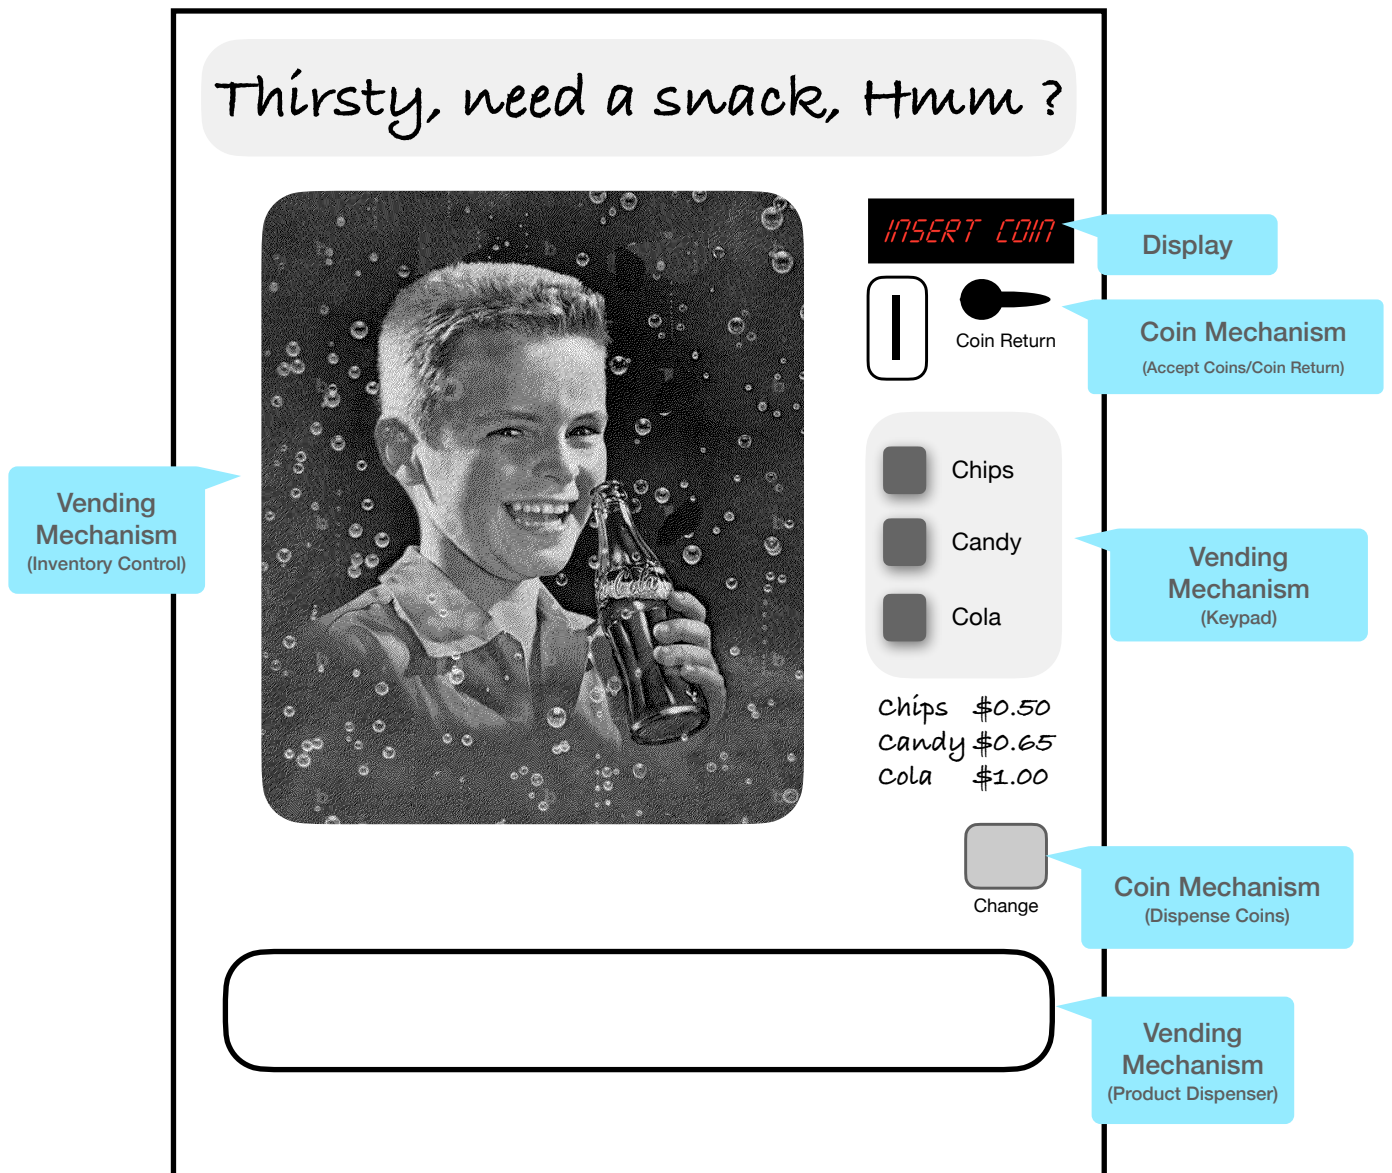 Thirsty, need a snack, Hmm ?
INSERT COIN
Display
Coin Return
Coin Mechanism
(Accept Coins/Coin Return)
Chips
Candy
Cola
Vending
Mechanism
(Inventory Control)
Vending
Mechanism
(Keypad)
Cola
Chips $0.50
Candy $0.65
Cola $1.00
Change
Coin Mechanism
(Dispense Coins)
Vending
Mechanism
(Product Dispenser)